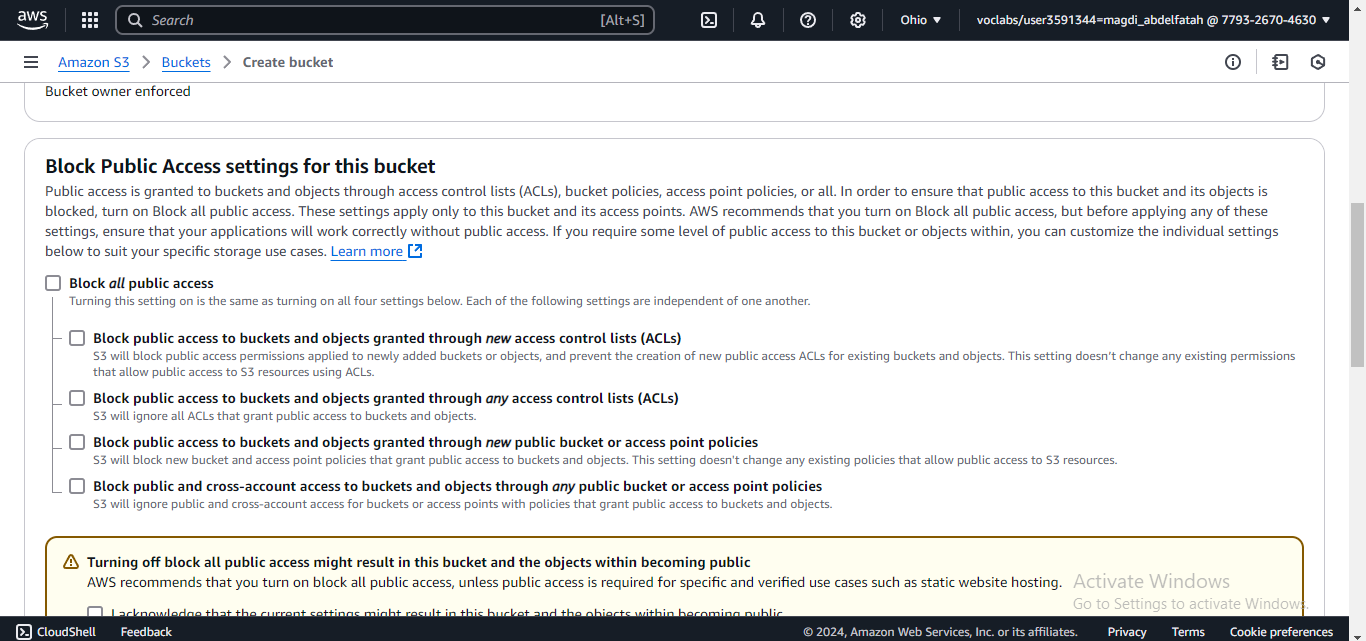 aws
Search
[Alt+S]
Ohio ▼
voclabs/user3591344=magdi_abdelfatah @ 7793-2670-4630 ▼
Amazon S3 > Buckets > Create bucket
Bucket owner enforced
Block Public Access settings for this bucket
Public access is granted to buckets and objects through access control lists (ACLs), bucket policies, access point policies, or all. In order to ensure that public access to this bucket and its objects is
blocked, turn on Block all public access. These settings apply only to this bucket and its access points. AWS recommends that you turn on Block all public access, but before applying any of these
settings, ensure that your applications will work correctly without public access. If you require some level of public access to this bucket or objects within, you can customize the individual settings
below to suit your specific storage use cases. Learn more
Block all public access
Turning this setting on is the same as turning on all four settings below. Each of the following settings are independent of one another.
Block public access to buckets and objects granted through new access control lists (ACLs)
S3 will block public access permissions applied to newly added buckets or objects, and prevent the creation of new public access ACLs for existing buckets and objects. This setting doesn't change any existing permissions
that allow public access to S3 resources using ACLs.
Block public access to buckets and objects granted through any access control lists (ACLs)
S3 will ignore all ACLs that grant public access to buckets and objects.
Block public access to buckets and objects granted through new public bucket or access point policies
S3 will block new bucket and access point policies that grant public access to buckets and objects. This setting doesn't change any existing policies that allow public access to S3 resources.
Block public and cross-account access to buckets and objects through any public bucket or access point policies
S3 will ignore public and cross-account access for buckets or access points with policies that grant public access to buckets and objects.
Turning off block all public access might result in this bucket and the objects within becoming public
AWS recommends that you turn on block all public access, unless public access is required for specific and verified use cases such as static website hosting.
I acknowledge that the current settings might result in this bucket and the objects within becoming public.
Activate Windows
Go to Settings to activate Windows.
CloudShell
Feedback
© 2024, Amazon Web Services, Inc. or its affiliates.
Privacy
Terms
Cookie preferences